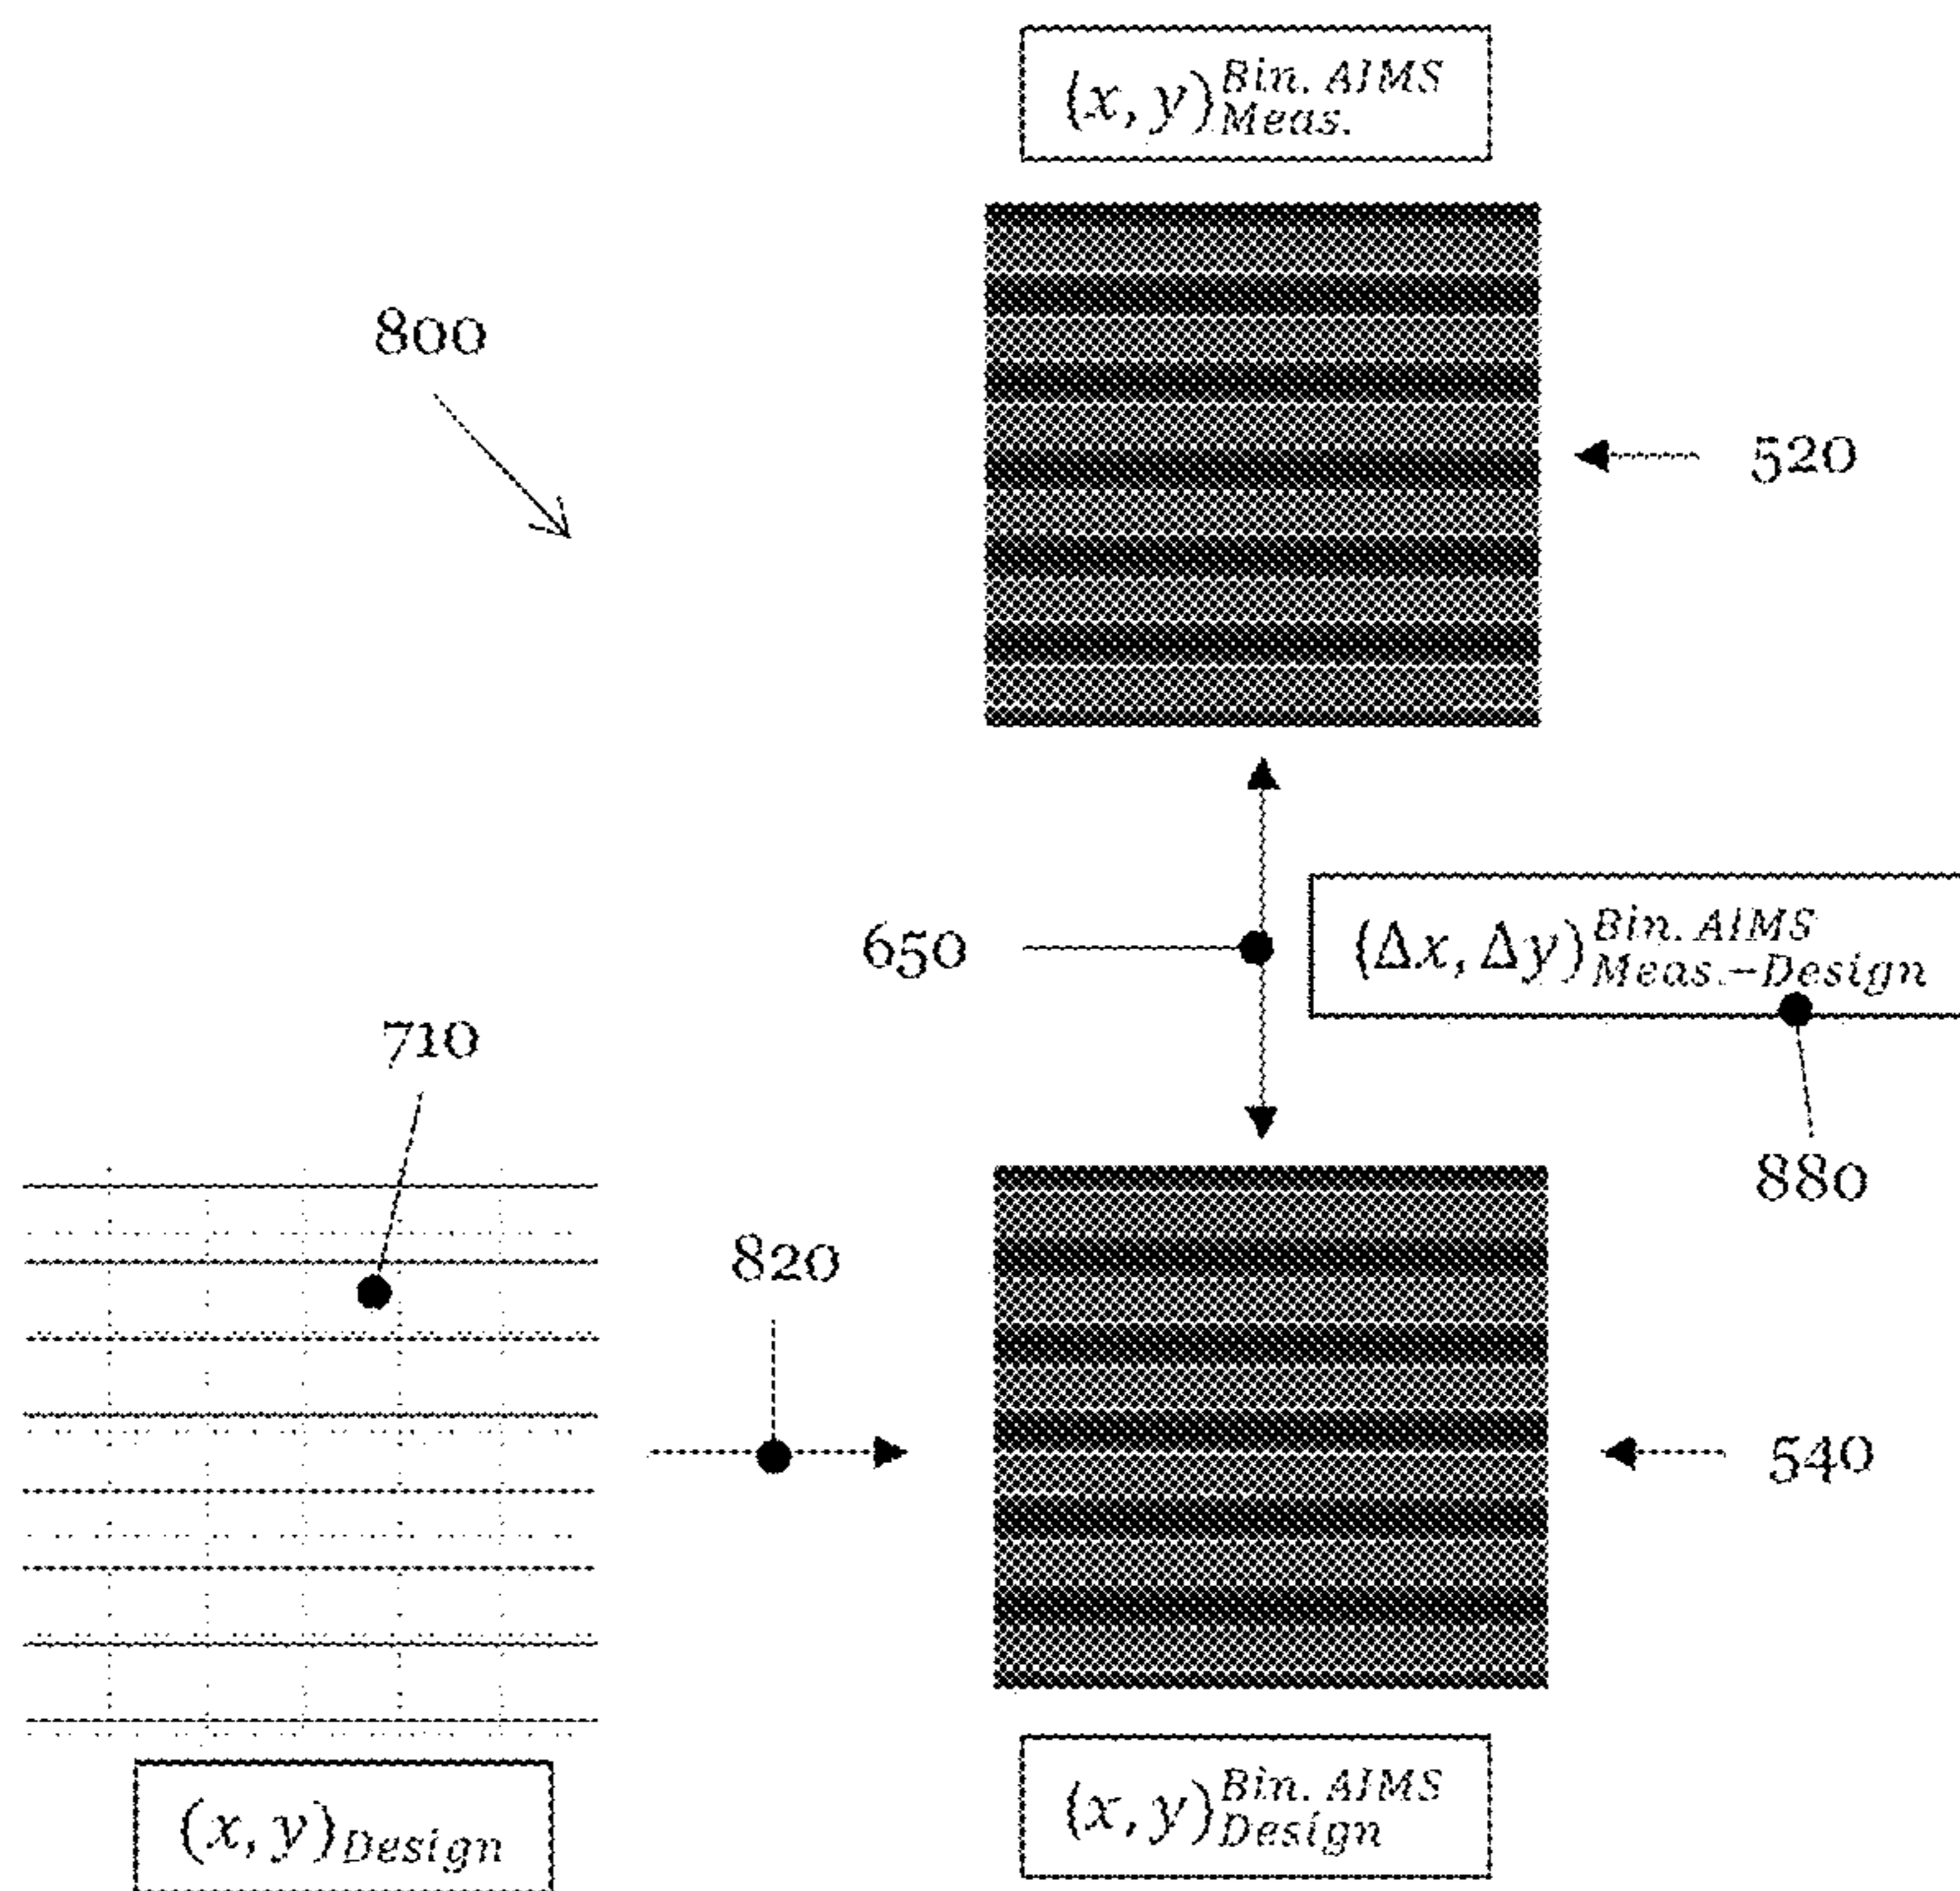 (x, y)^{Bin. AIMS}_{Meas.}
800
520
650
(Δx, Δy)^{Bin. AIMS}_{Meas.–Design}
710
880
820
540
(x, y)^{Bin. AIMS}_{Design}
(x, y)_{Design}